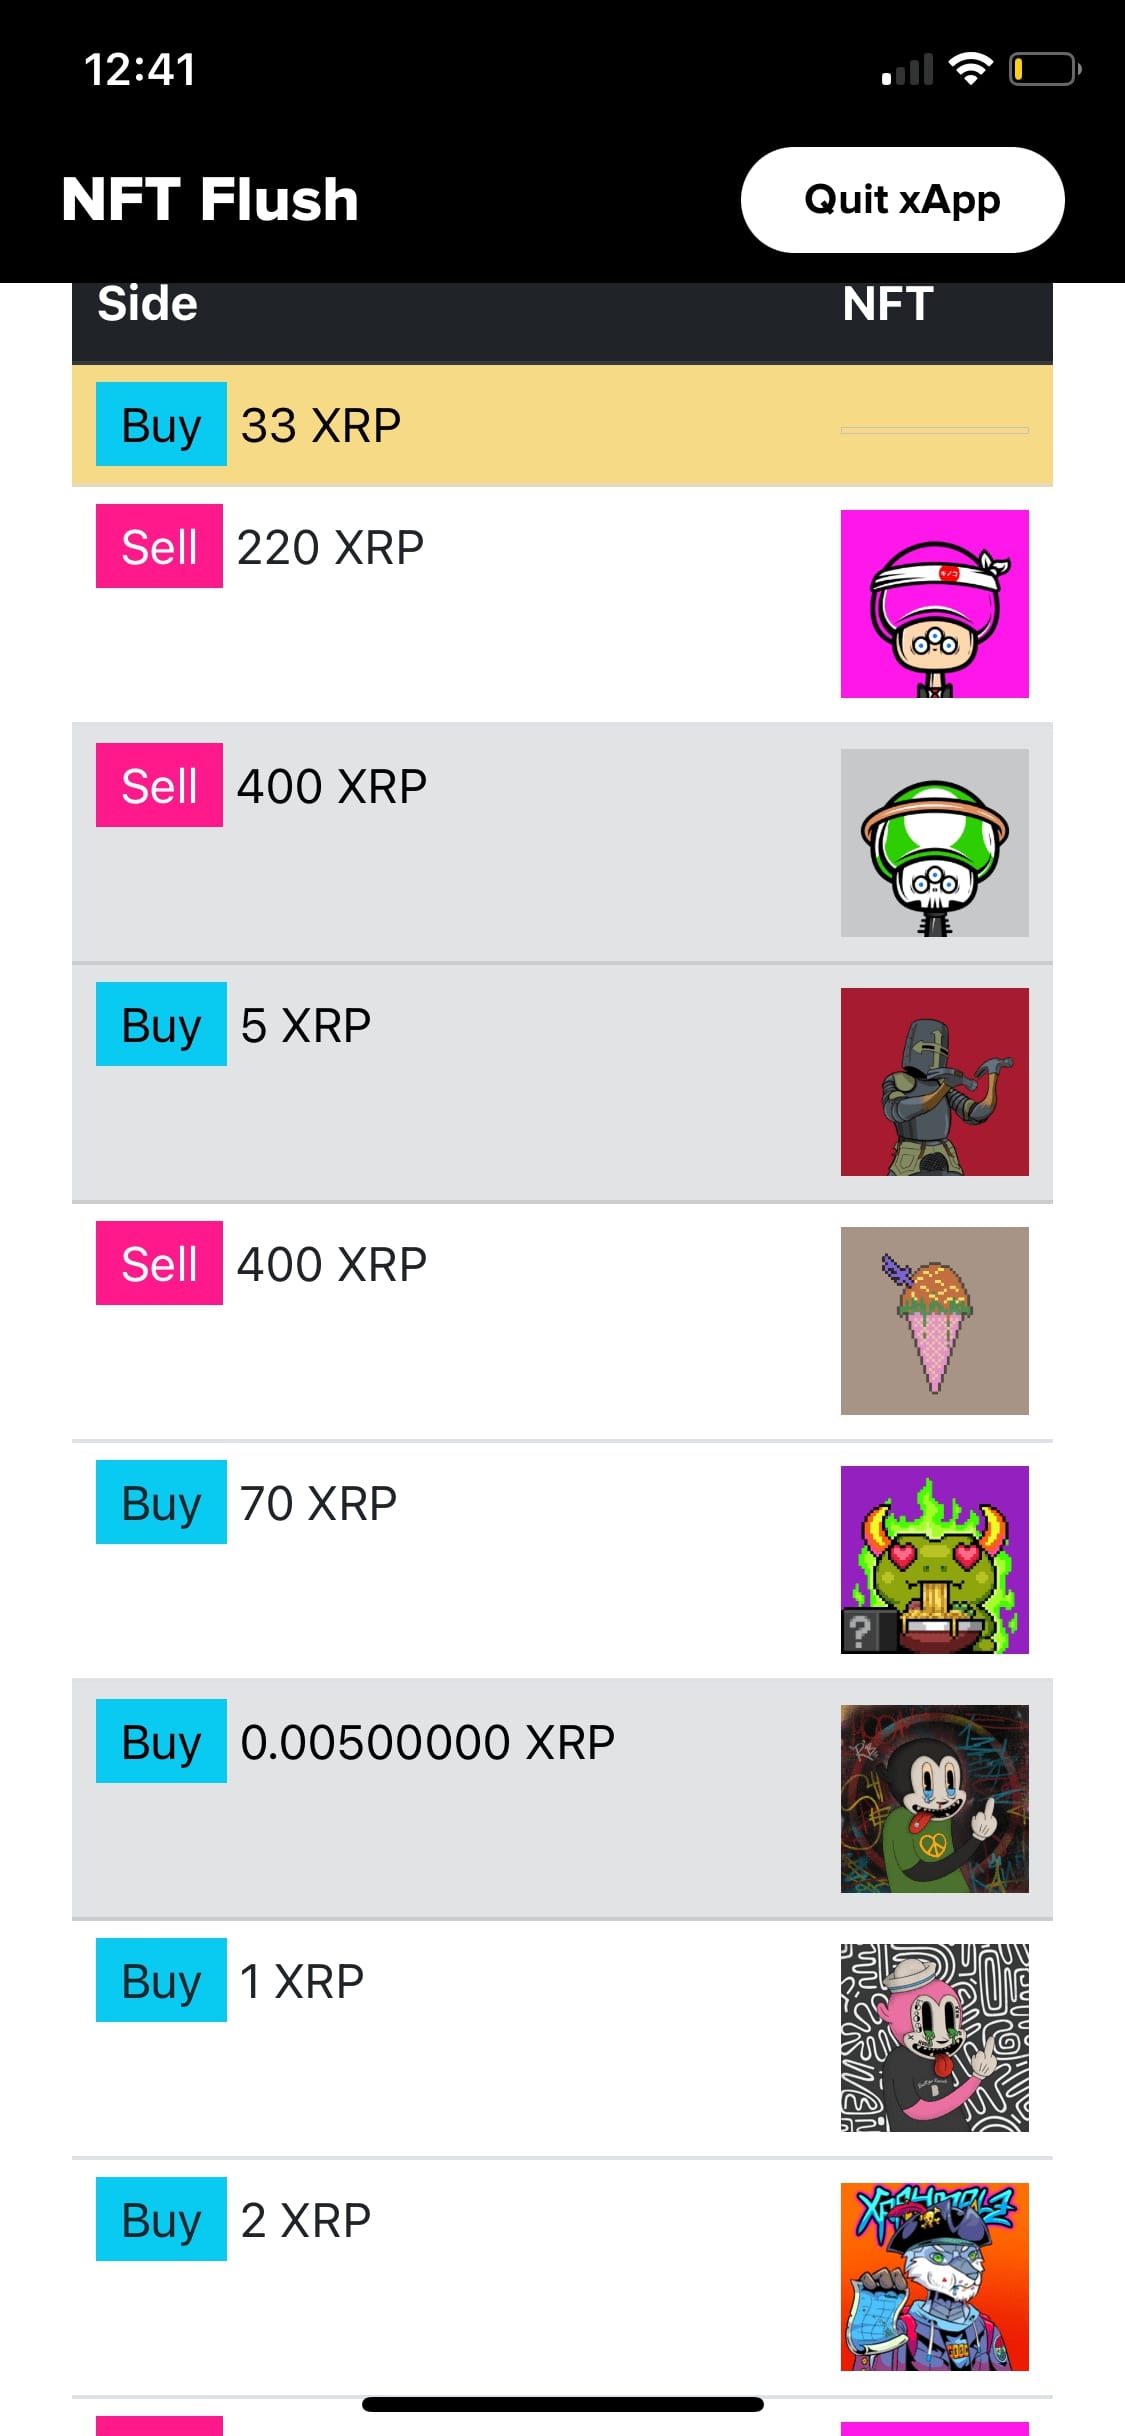 12:41
NFT Flush
Quit xApp
Side NFT
Buy 33 XRP
Sell 220 XRP
Sell 400 XRP
Buy 5 XRP
Sell 400 XRP
Buy 70 XRP
?
Buy 0.00500000 XRP
Buy 1 XRP
Buy 2 XRP